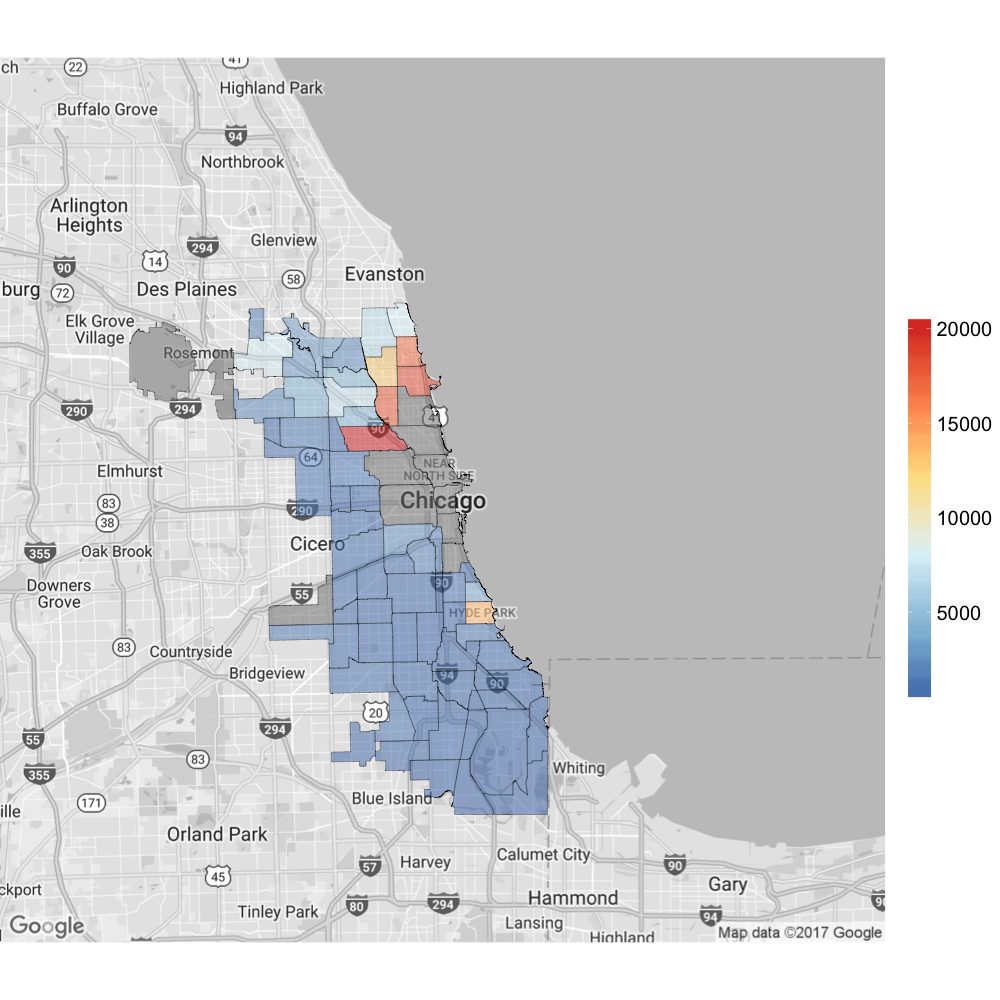 ch
22
41
Highland Park
Buffalo Grove
94
Northbrook
Arlington
Heights
294
Glenview
14
90
Evanston
58
burg
72
Des Plaines
Elk Grove
Village
Rosemont
20000
290
294
41
15000
90
64
NEAR
NORTH SIDE
Elmhurst
Chicago
83
290
10000
38
Cicero
355
Oak Brook
90
Downers
Grove
55
HYDE PARK
5000
83
Countryside
Bridgeview
94
90
20
294
55
83
Whiting
355
Blue Island
171
ille
Orland Park
Calumet City
57
Harvey
90
45
Gary
ckport
Hammond
80
294
90
Tinley Park
94
Lansing
Google
Highland
Map data ©2017 Google